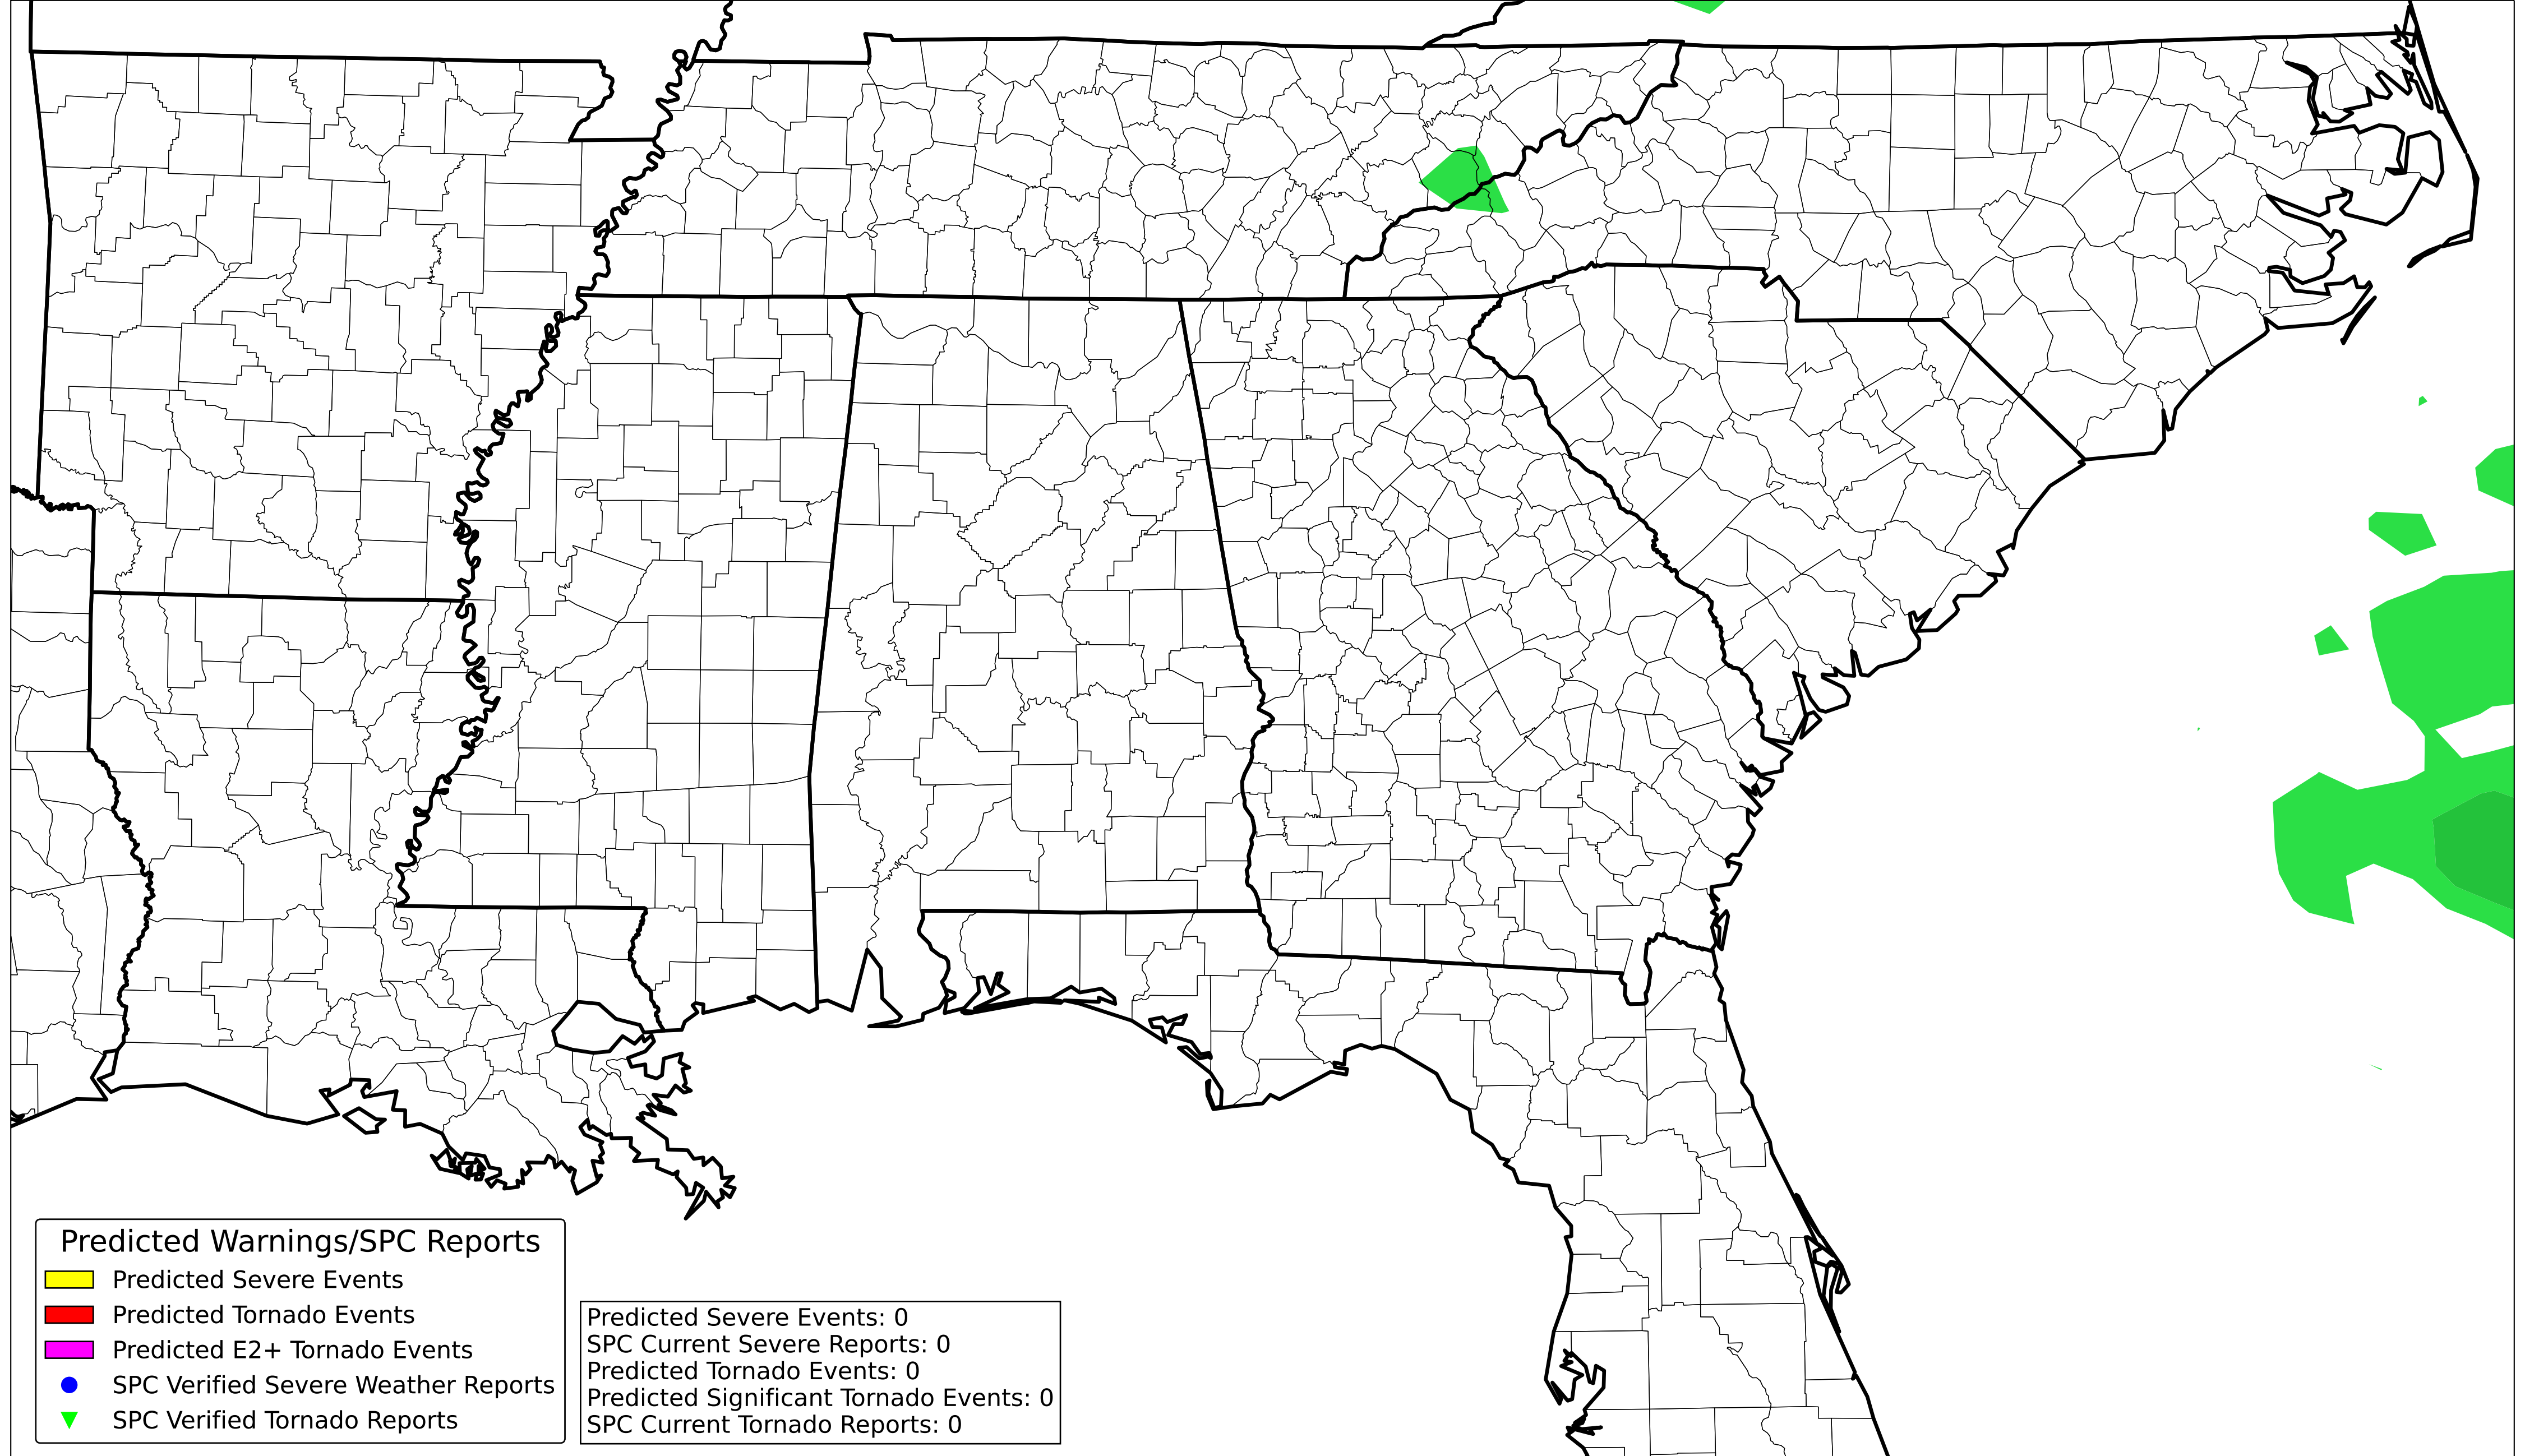 Predicted Warnings/SPC Reports
Predicted Severe Events
Predicted Tornado Events
Predicted E2+ Tornado Events
SPC Verified Severe Weather Reports
SPC Verified Tornado Reports
Predicted Severe Events: 0
SPC Current Severe Reports: 0
Predicted Tornado Events: 0
Predicted Significant Tornado Events: 0
SPC Current Tornado Reports: 0